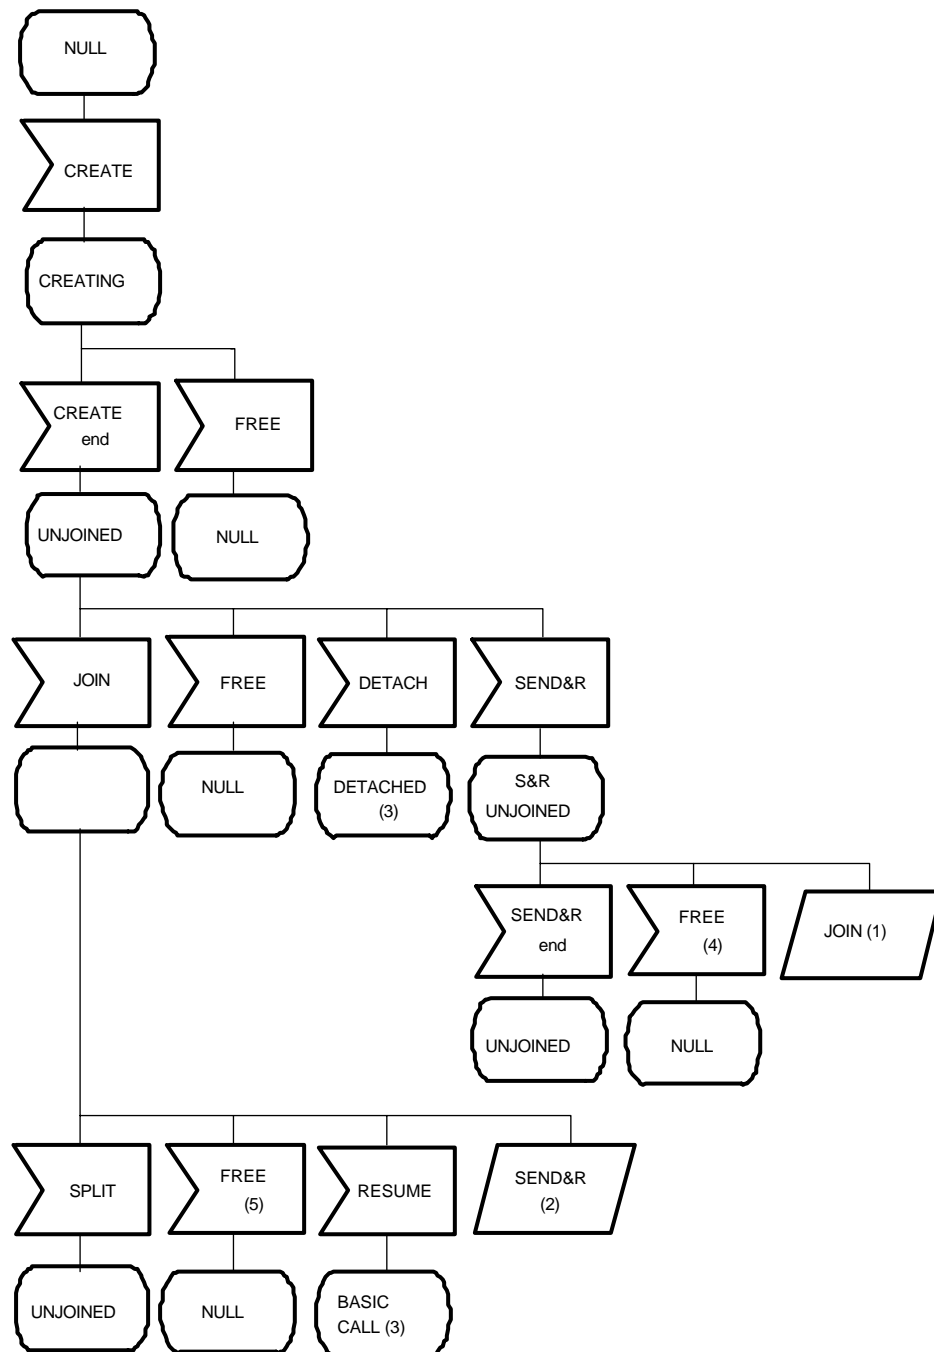 NULL
CREATE
CREATING
CREATE
end
FREE
UNJOINED
NULL
JOIN
FREE
DETACH
SEND&R
NULL
DETACHED
(3)
S&R
UNJOINED
SEND&R
end
FREE
(4)
JOIN (1)
UNJOINED
NULL
SPLIT
FREE
(5)
RESUME
SEND&R
(2)
UNJOINED
NULL
BASIC
CALL (3)